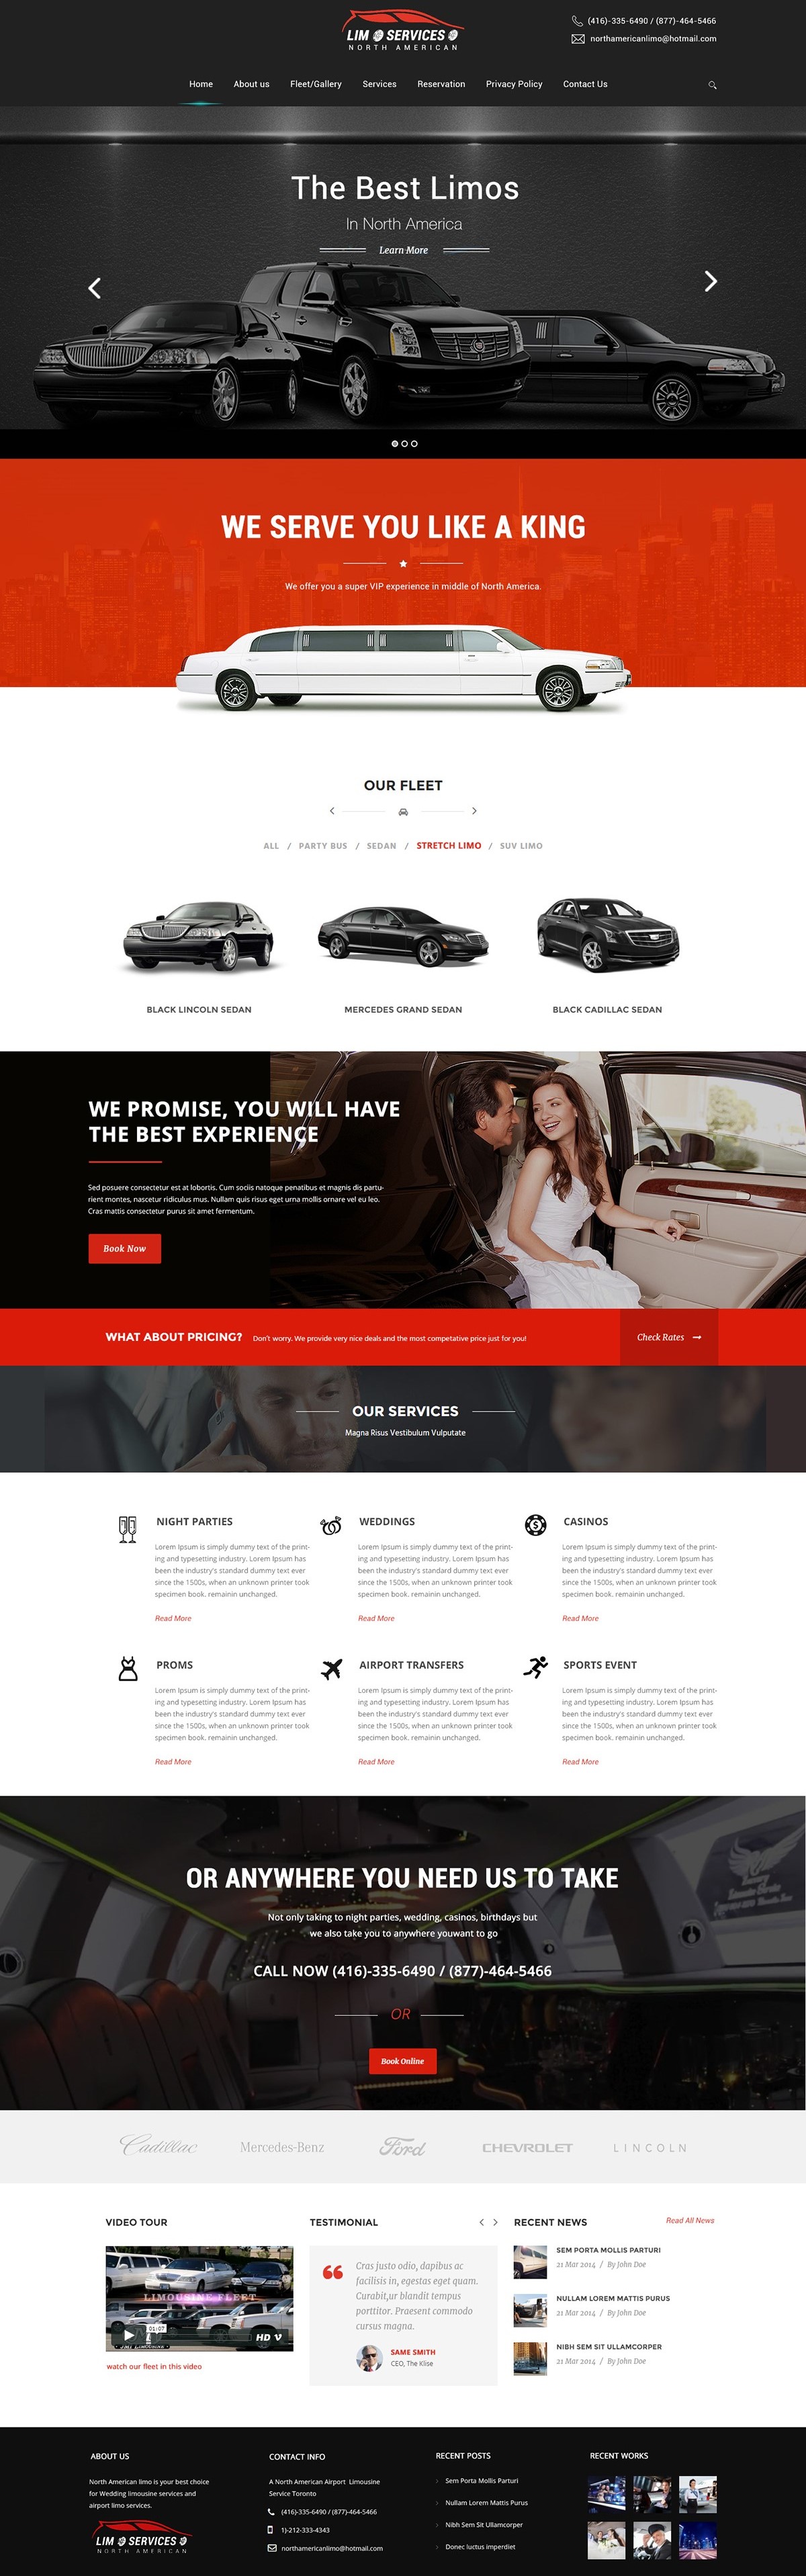 LIM SERVICES
NORTH AMERICAN
(416)-335-6490 / (877)-464-5466
northamericanlimo@hotmail.com
Home About us Fleet/Gallery Services Reservation Privacy Policy Contact Us
The Best Limos
In North America
Learn More
WE SERVE YOU LIKE A KING
We offer you a super VIP experience in middle of North America.
OUR FLEET
ALL / PARTY BUS / SEDAN / STRETCH LIMO / SUV LIMO
BLACK LINCOLN SEDAN
MERCEDES GRAND SEDAN
BLACK CADILLAC SEDAN
WE PROMISE, YOU WILL HAVE
THE BEST EXPERIENCE
Sed posuere consectetur est at lobortis. Cum sociis natoque penatibus et magnis dis partu-
rient montes, nascetur ridiculus mus. Nullam quis risus eget urna mollis ornare vel eu leo.
Cras mattis consectetur purus sit amet fermentum.
Book Now
WHAT ABOUT PRICING? Don't worry. We provide very nice deals and the most competative price just for you!
Check Rates
OUR SERVICES
Magna Risus Vestibulum Vulputate
NIGHT PARTIES
Lorem Ipsum is simply dummy text of the print-
ing and typesetting industry. Lorem Ipsum has
been the industry's standard dummy text ever
since the 1500s, when an unknown printer took
specimen book. remainin unchanged.
Read More
WEDDINGS
Lorem Ipsum is simply dummy text of the print-
ing and typesetting industry. Lorem Ipsum has
been the industry's standard dummy text ever
since the 1500s, when an unknown printer took
specimen book. remainin unchanged.
Read More
CASINOS
Lorem Ipsum is simply dummy text of the print-
ing and typesetting industry. Lorem Ipsum has
been the industry's standard dummy text ever
since the 1500s, when an unknown printer took
specimen book. remainin unchanged.
Read More
PROMS
Lorem Ipsum is simply dummy text of the print-
ing and typesetting industry. Lorem Ipsum has
been the industry's standard dummy text ever
since the 1500s, when an unknown printer took
specimen book. remainin unchanged.
Read More
AIRPORT TRANSFERS
Lorem Ipsum is simply dummy text of the print-
ing and typesetting industry. Lorem Ipsum has
been the industry's standard dummy text ever
since the 1500s, when an unknown printer took
specimen book. remainin unchanged.
Read More
SPORTS EVENT
Lorem Ipsum is simply dummy text of the print-
ing and typesetting industry. Lorem Ipsum has
been the industry's standard dummy text ever
since the 1500s, when an unknown printer took
specimen book. remainin unchanged.
Read More
OR ANYWHERE YOU NEED US TO TAKE
Not only taking to night parties, wedding, casinos, birthdays but
we also take you to anywhere youwant to go
CALL NOW (416)-335-6490 / (877)-464-5466
OR
Book Online
Cadillac Mercedes-Benz Ford CHEVROLET LINCOLN
VIDEO TOUR
LIMOUSINE FLEET
01:07
HD
watch our fleet in this video
TESTIMONIAL
Cras justo odio, dapibus ac
facilisis in, egestas eget quam.
Curabit,ur blandit tempus
porttitor. Praesent commodo
cursus magna.
SAME SMITH
CEO, The Klise
RECENT NEWS
Read All News
SEM PORTA MOLLIS PARTURI
21 Mar 2014 / By John Doe
NULLAM LOREM MATTIS PURUS
21 Mar 2014 / By John Doe
NIBH SEM SIT ULLAMCORPER
21 Mar 2014 / By John Doe
ABOUT US
North American limo is your best choice
for Wedding limousine services and
airport limo services.
LIM SERVICES
NORTH AMERICAN
CONTACT INFO
A North American Airport Limousine
Service Toronto
(416)-335-6490 / (877)-464-5466
1)-212-333-4343
northamericanlimo@hotmail.com
RECENT POSTS
Sem Porta Mollis Parturi
Nullam Lorem Mattis Purus
Nibh Sem Sit Ullamcorper
Donec luctus imperdiet
RECENT WORKS